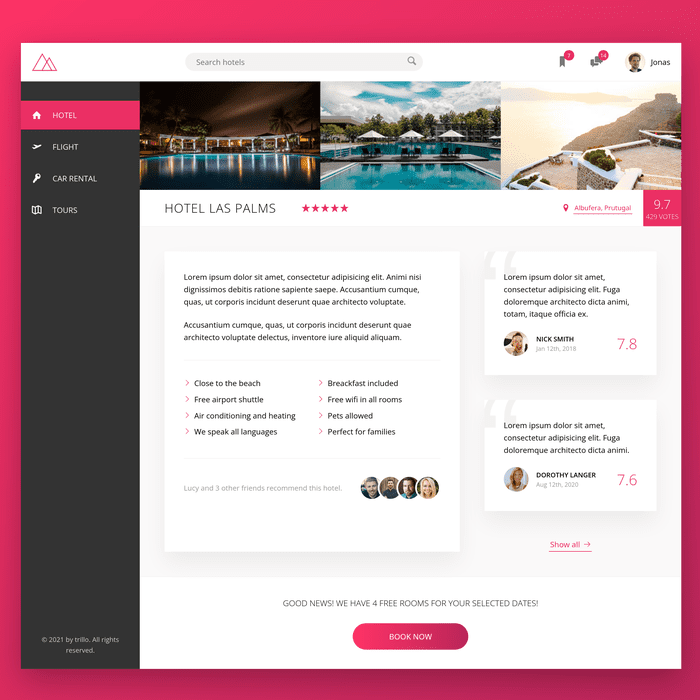 Search hotels
7
14
Jonas
HOTEL
FLIGHT
CAR RENTAL
TOURS
HOTEL LAS PALMS
Albufera, Prutugal
9.7
429 VOTES
Lorem ipsum dolor sit amet, consectetur adipisicing elit. Animi nisi
dignissimos debitis ratione sapiente saepe. Accusantium cumque,
quas, ut corporis incidunt deserunt quae architecto voluptate.
Accusantium cumque, quas, ut corporis incidunt deserunt quae
architecto voluptate delectus, inventore iure aliquid aliquam.
Close to the beach
Breakfast included
Free airport shuttle
Free wifi in all rooms
Air conditioning and heating
Pets allowed
We speak all languages
Perfect for families
Lucy and 3 other friends recommend this hotel.
Lorem ipsum dolor sit amet,
consectetur adipisicing elit. Fuga
doloremque architecto dicta animi,
totam, itaque officia ex.
NICK SMITH
Jan 12th, 2018
7.8
Lorem ipsum dolor sit amet,
consectetur adipisicing elit. Fuga
doloremque architecto dicta animi.
DOROTHY LANGER
Aug 12th, 2020
7.6
Show all
GOOD NEWS! WE HAVE 4 FREE ROOMS FOR YOUR SELECTED DATES!
BOOK NOW
© 2021 by trillo. All rights
reserved.